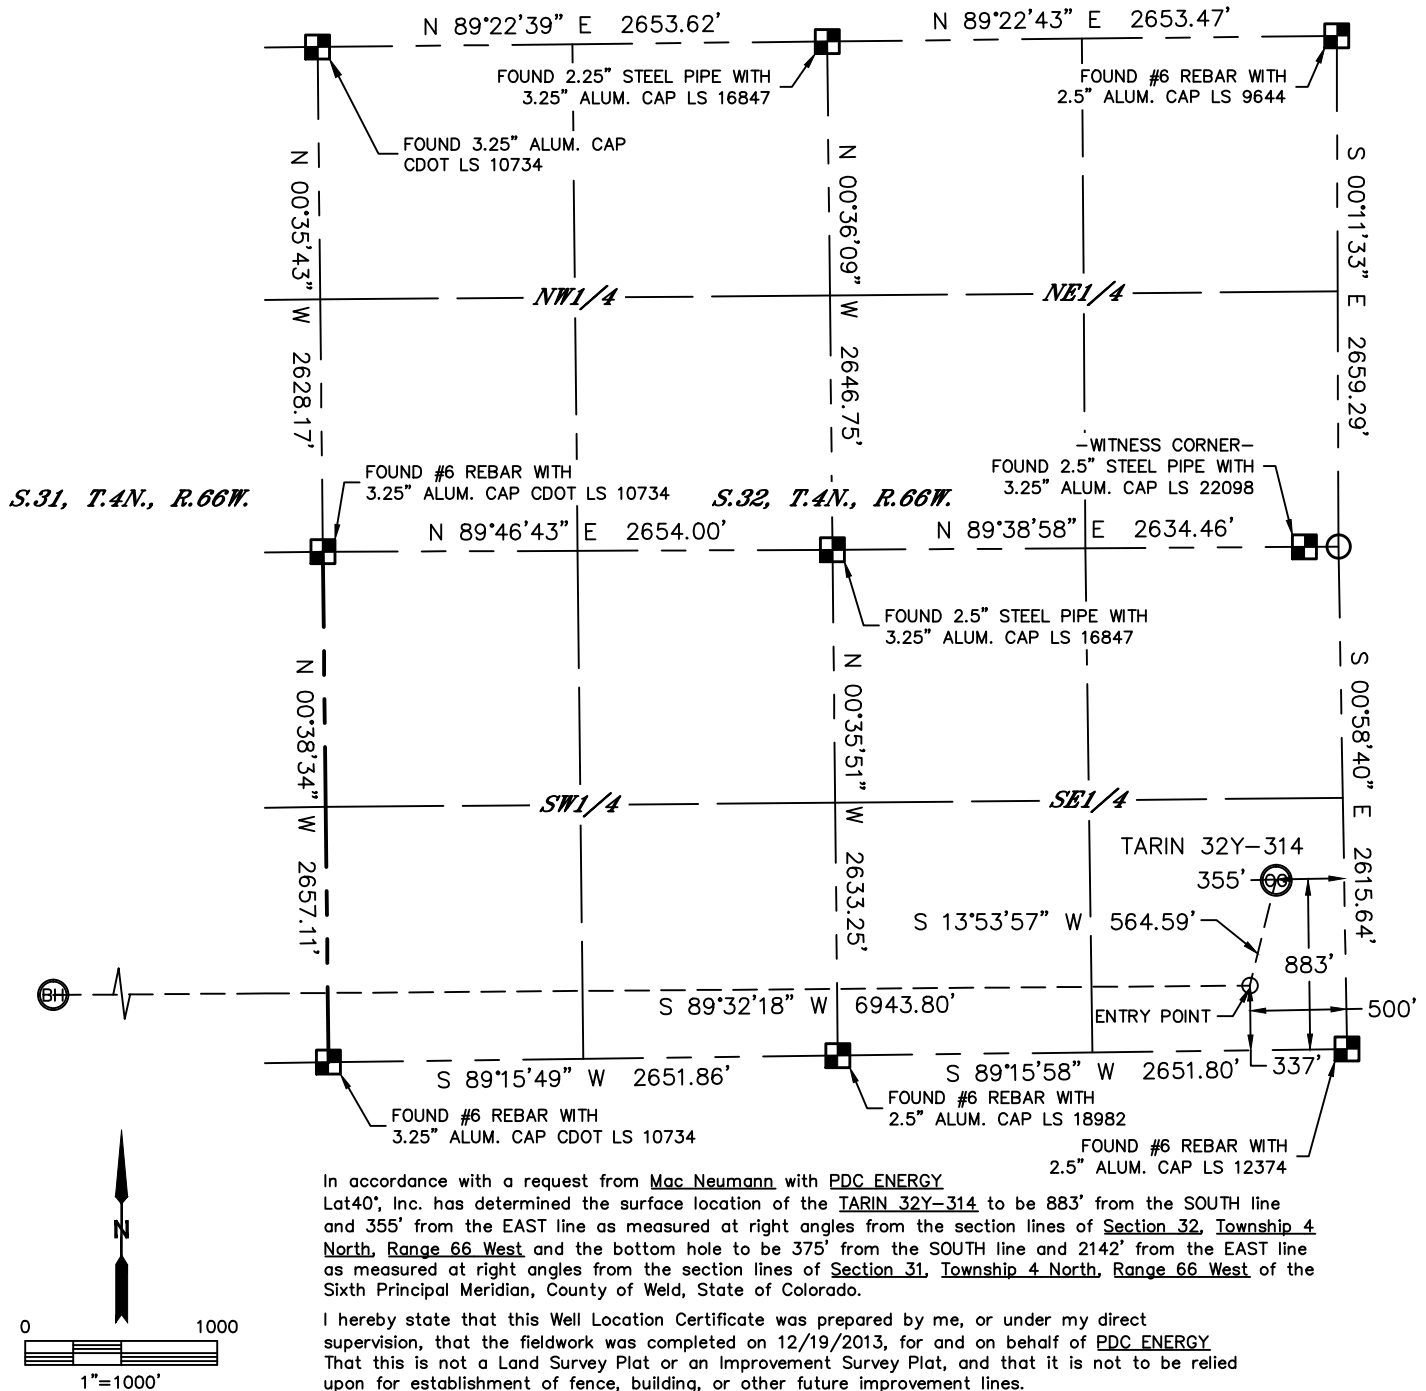 N 89°22'39" E 2653.62'
N 89°22'43" E 2653.47'
FOUND 2.25" STEEL PIPE WITH
3.25" ALUM. CAP LS 16847
FOUND #6 REBAR WITH
2.5" ALUM. CAP LS 9644
FOUND 3.25" ALUM. CAP
CDOT LS 10734
N 00°35'43" W 2628.17'
N 00°36'09" W 2646.75'
S 00°11'33" E 2659.29'
NW1/4
NE1/4
-WITNESS CORNER-
FOUND 2.5" STEEL PIPE WITH
3.25" ALUM. CAP LS 22098
FOUND #6 REBAR WITH
3.25" ALUM. CAP CDOT LS 10734
S.31, T.4N., R.66W.
S.32, T.4N., R.66W.
N 89°46'43" E 2654.00'
N 89°38'58" E 2634.46'
FOUND 2.5" STEEL PIPE WITH
3.25" ALUM. CAP LS 16847
N 00°38'34" W 2657.11'
N 00°35'51" W 2633.25'
S 00°58'40" E 2615.64'
SW1/4
SE1/4
TARIN 32Y-314
355'
OG
S 13°53'57" W 564.59'
883'
BH
S 89°32'18" W 6943.80'
ENTRY POINT
500'
337'
S 89°15'49" W 2651.86'
S 89°15'58" W 2651.80'
FOUND #6 REBAR WITH
3.25" ALUM. CAP CDOT LS 10734
FOUND #6 REBAR WITH
2.5" ALUM. CAP LS 18982
FOUND #6 REBAR WITH
2.5" ALUM. CAP LS 12374
In accordance with a request from Mac Neumann with PDC ENERGY
Lat40°, Inc. has determined the surface location of the TARIN 32Y-314 to be 883' from the SOUTH line
and 355' from the EAST line as measured at right angles from the section lines of Section 32, Township 4
North, Range 66 West and the bottom hole to be 375' from the SOUTH line and 2142' from the EAST line
as measured at right angles from the section lines of Section 31, Township 4 North, Range 66 West of the
Sixth Principal Meridian, County of Weld, State of Colorado.
I hereby state that this Well Location Certificate was prepared by me, or under my direct
supervision, that the fieldwork was completed on 12/19/2013, for and on behalf of PDC ENERGY
That this is not a Land Survey Plat or an Improvement Survey Plat, and that it is not to be relied
upon for establishment of fence, building, or other future improvement lines.
N
0 1000
1"=1000'